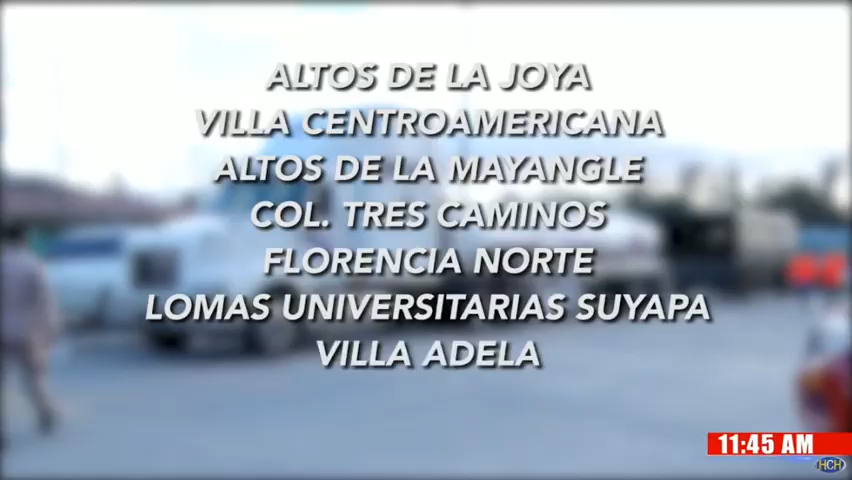 ALTOS DE LA JOYA
VILLA CENTROAMERICANA
ALTOS DE LA MAYANGLE
COL. TRES CAMINOS
FLORENCIA NORTE
LOMAS UNIVERSITARIAS SUYAPA
VILLA ADELA
11:45 AM
HCH